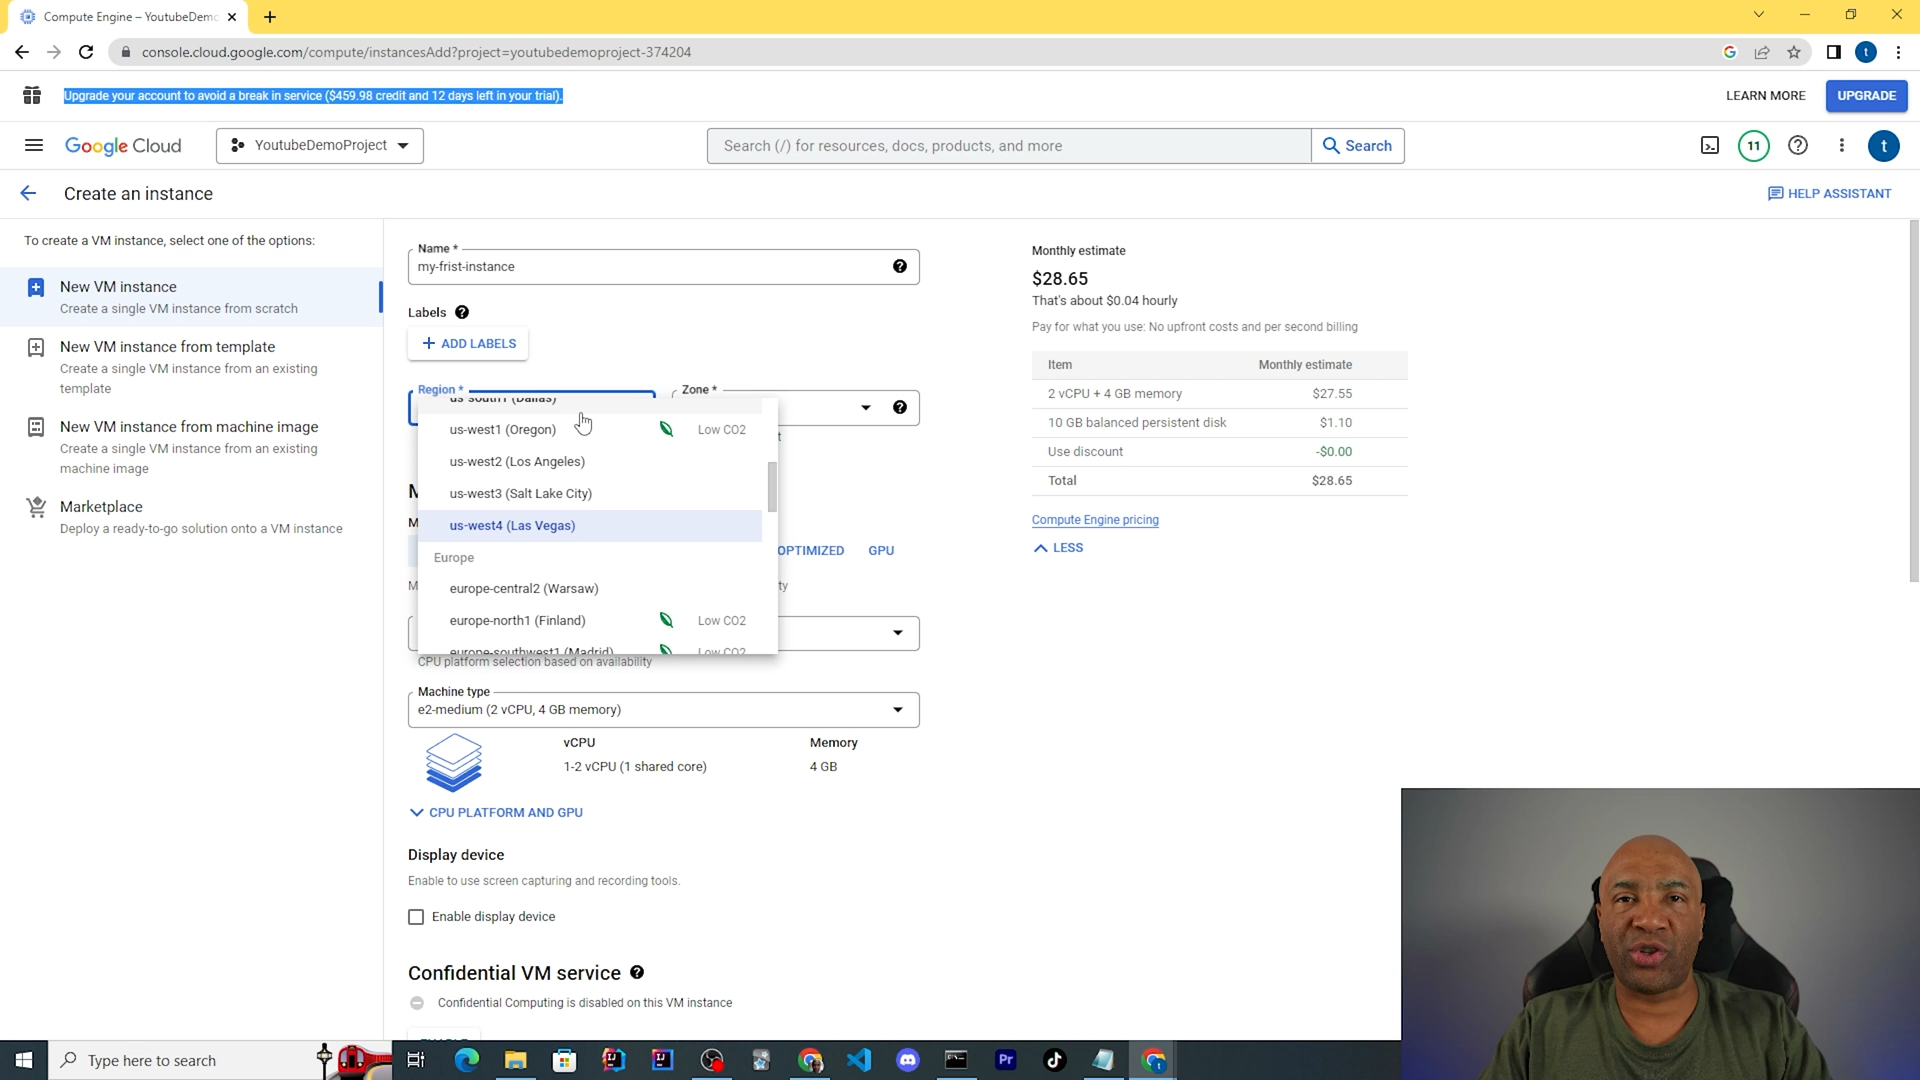 Compute Engine – YoutubeDemo
console.cloud.google.com/compute/instancesAdd?project=youtubedemoproject-374204
t
Upgrade your account to avoid a break in service ($459.98 credit and 12 days left in your trial).
LEARN MORE
UPGRADE
Google Cloud
YoutubeDemoProject
Search (/) for resources, docs, products, and more
Search
11
t
Create an instance
HELP ASSISTANT
To create a VM instance, select one of the options:
New VM instance
Create a single VM instance from scratch
New VM instance from template
Create a single VM instance from an existing
template
New VM instance from machine image
Create a single VM instance from an existing
machine image
Marketplace
Deploy a ready-to-go solution onto a VM instance
Name *
my-frist-instance
Labels
ADD LABELS
Region *
Zone *
us-south1 (Dallas)
us-west1 (Oregon) Low CO2
us-west2 (Los Angeles)
us-west3 (Salt Lake City)
us-west4 (Las Vegas)
Europe
europe-central2 (Warsaw)
europe-north1 (Finland) Low CO2
europe-southwest1 (Madrid) Low CO2
OPTIMIZED
GPU
CPU platform selection based on availability
Machine type
e2-medium (2 vCPU, 4 GB memory)
vCPU
Memory
1-2 vCPU (1 shared core)
4 GB
CPU PLATFORM AND GPU
Display device
Enable to use screen capturing and recording tools.
Enable display device
Confidential VM service
Confidential Computing is disabled on this VM instance
Monthly estimate
$28.65
That's about $0.04 hourly
Pay for what you use: No upfront costs and per second billing
Item Monthly estimate
2 vCPU + 4 GB memory $27.55
10 GB balanced persistent disk $1.10
Use discount -$0.00
Total $28.65
Compute Engine pricing
LESS
Type here to search
Pr